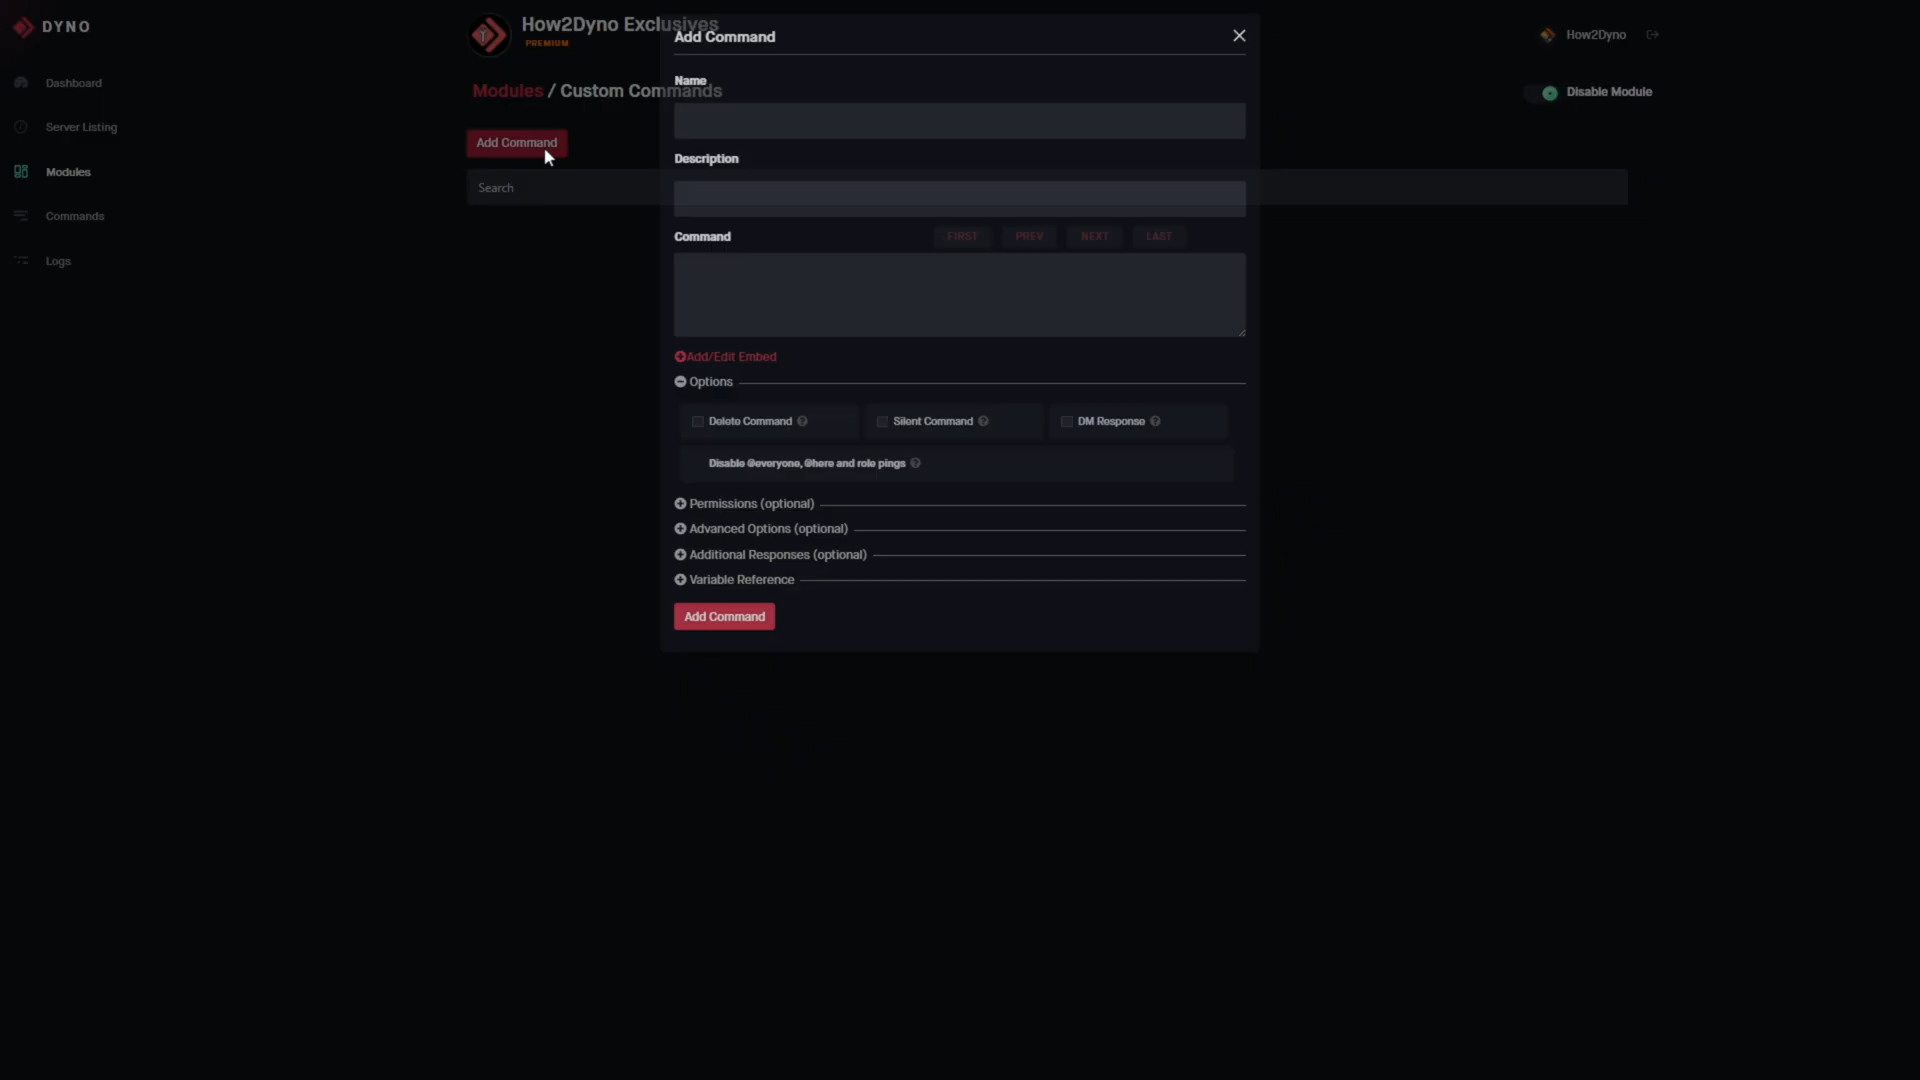 DYNO
Dashboard
Server Listing
Modules
Commands
Logs
How2Dyno Exclusives
PREMIUM
How2Dyno
Modules / Custom Commands
Disable Module
Add Command
Search
Add Command
Name
Description
Command
FIRST
PREV
NEXT
LAST
Add/Edit Embed
Options
Delete Command
Silent Command
DM Response
Disable @everyone, @here and role pings
Permissions (optional)
Advanced Options (optional)
Additional Responses (optional)
Variable Reference
Add Command